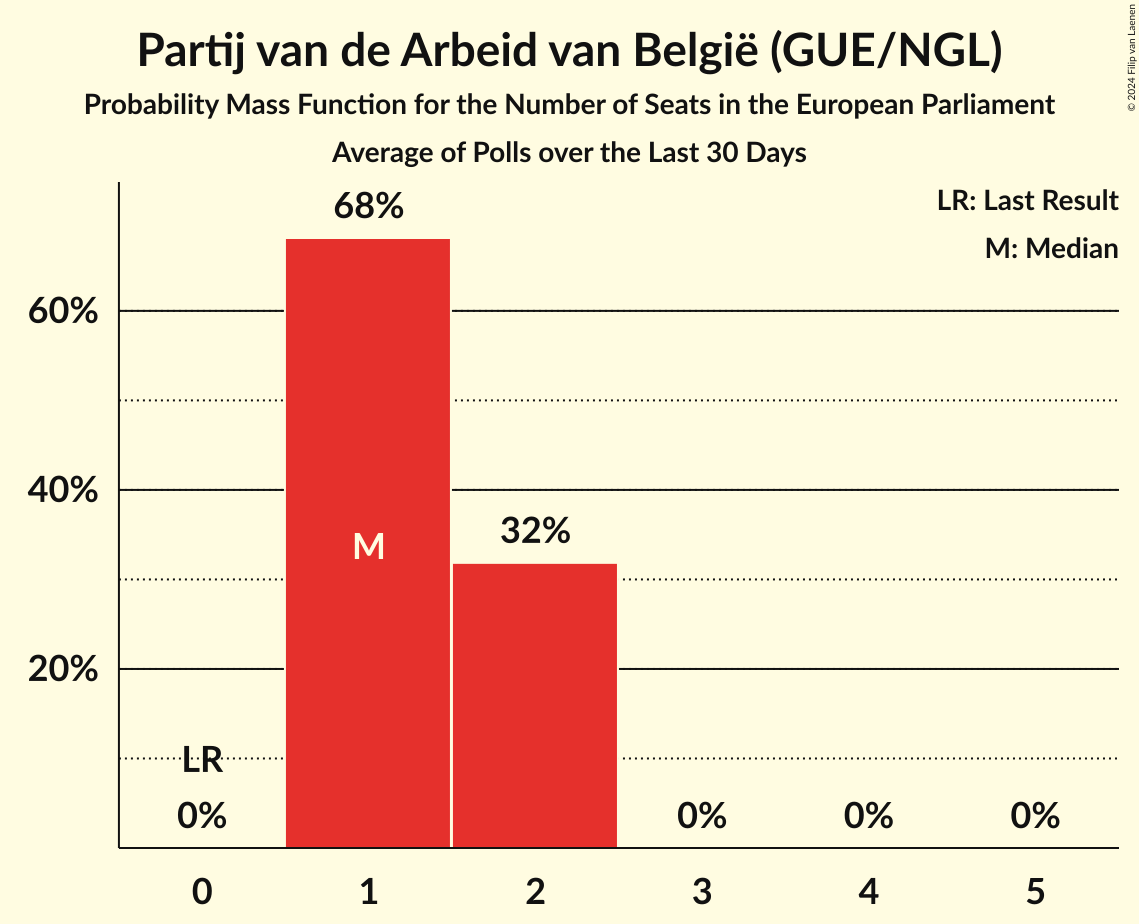 Partij van de Arbeid van België (GUE/NGL)
Probability Mass Function for the Number of Seats in the European Parliament
Average of Polls over the Last 30 Days
© 2024 Filip van Laenen
LR: Last Result
M: Median
68%
60%
40%
32%
M
20%
LR
0%
0%
0%
0%
0
1
2
3
4
5